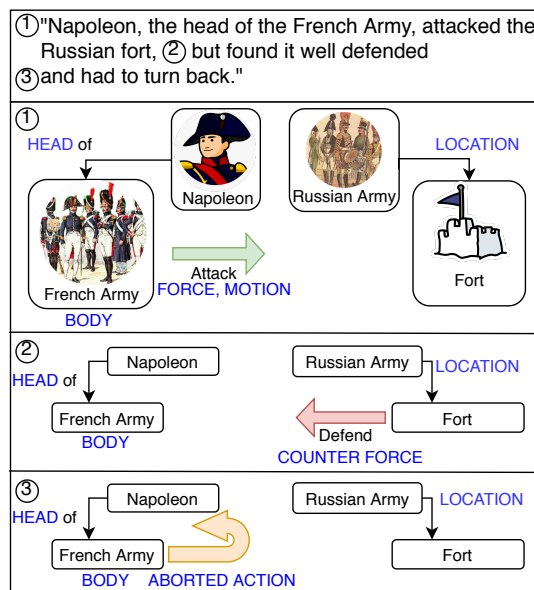 ① "Napoleon, the head of the French Army, attacked the
Russian fort, ② but found it well defended
③ and had to turn back."
①
HEAD of
Napoleon
Russian Army
LOCATION
French Army
BODY
Attack
FORCE, MOTION
Fort
②
Napoleon
Russian Army
HEAD of
LOCATION
French Army
Fort
BODY
Defend
COUNTER FORCE
③
Napoleon
Russian Army
HEAD of
LOCATION
French Army
Fort
BODY
ABORTED ACTION